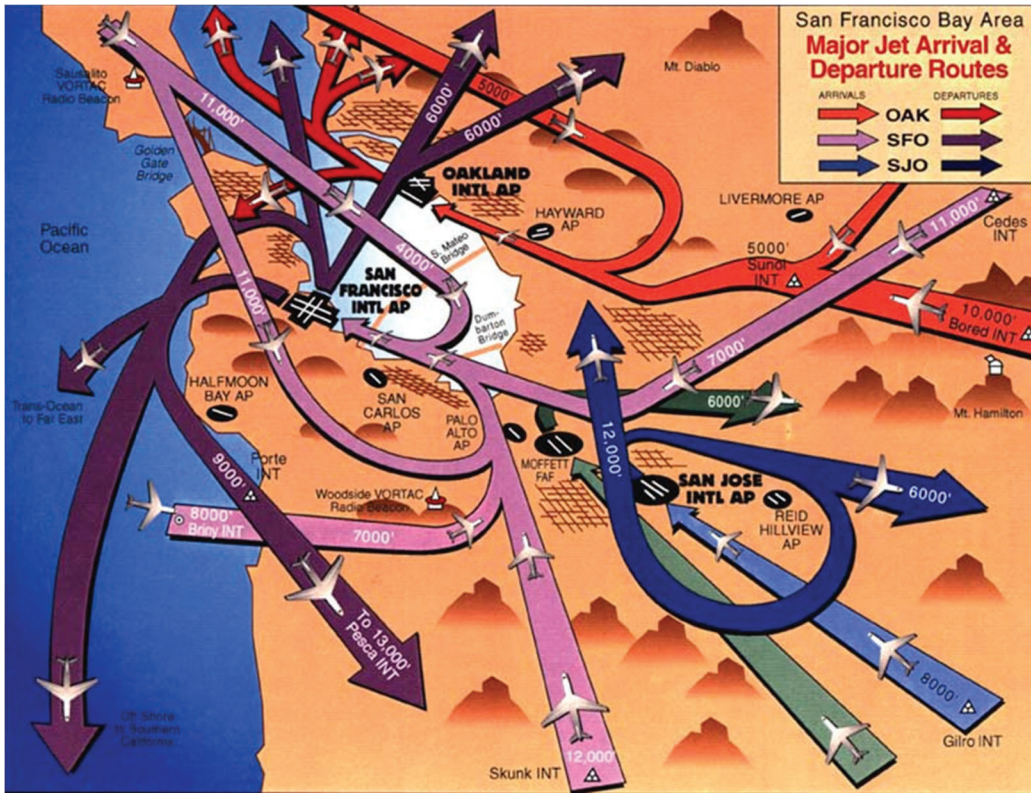 San Francisco Bay Area
Major Jet Arrival &
Departure Routes
ARRIVALS DEPARTURES
OAK
SFO
SJO
Mt. Diablo
Sausalito
VORTAC
Radio Beacon
11,000'
5000'
6000'
6000'
Golden
Gate
Bridge
OAKLAND
INTL AP
HAYWARD
AP
LIVERMORE AP
11,000'
Cedes
INT
Pacific
Ocean
4000'
S. Mateo
Bridge
5000'
Sunol
INT
11,000'
SAN
FRANCISCO
INTL AP
10,000'
Bored INT
Dum-
barton
Bridge
7000'
HALFMOON
BAY AP
SAN
CARLOS
AP
PALO
ALTO
AP
6000'
Mt. Hamilton
Trans-Ocean
to Far East
12,000'
MOFFETT
FAF
9000'
Porte
INT
Woodside VORTAC
Radio Beacon
SAN JOSE
INTL AP
6000'
REID
HILLVIEW
AP
8000'
Briny INT
7000'
To 13,000'
Pesca INT
8000'
Off Shore
to Southern
California
Skunk INT
12,000'
Gilro INT